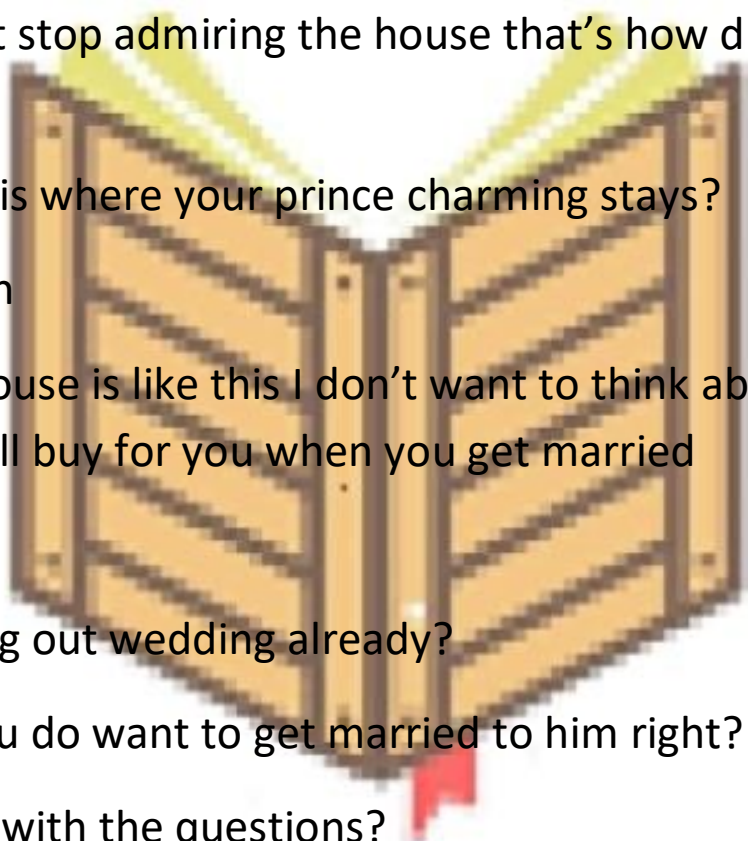 t stop admiring the house that’s how d
is where your prince charming stays?
ouse is like this I don’t want to think ab
ll buy for you when you get married
g out wedding already?
u do want to get married to him right?
with the questions?